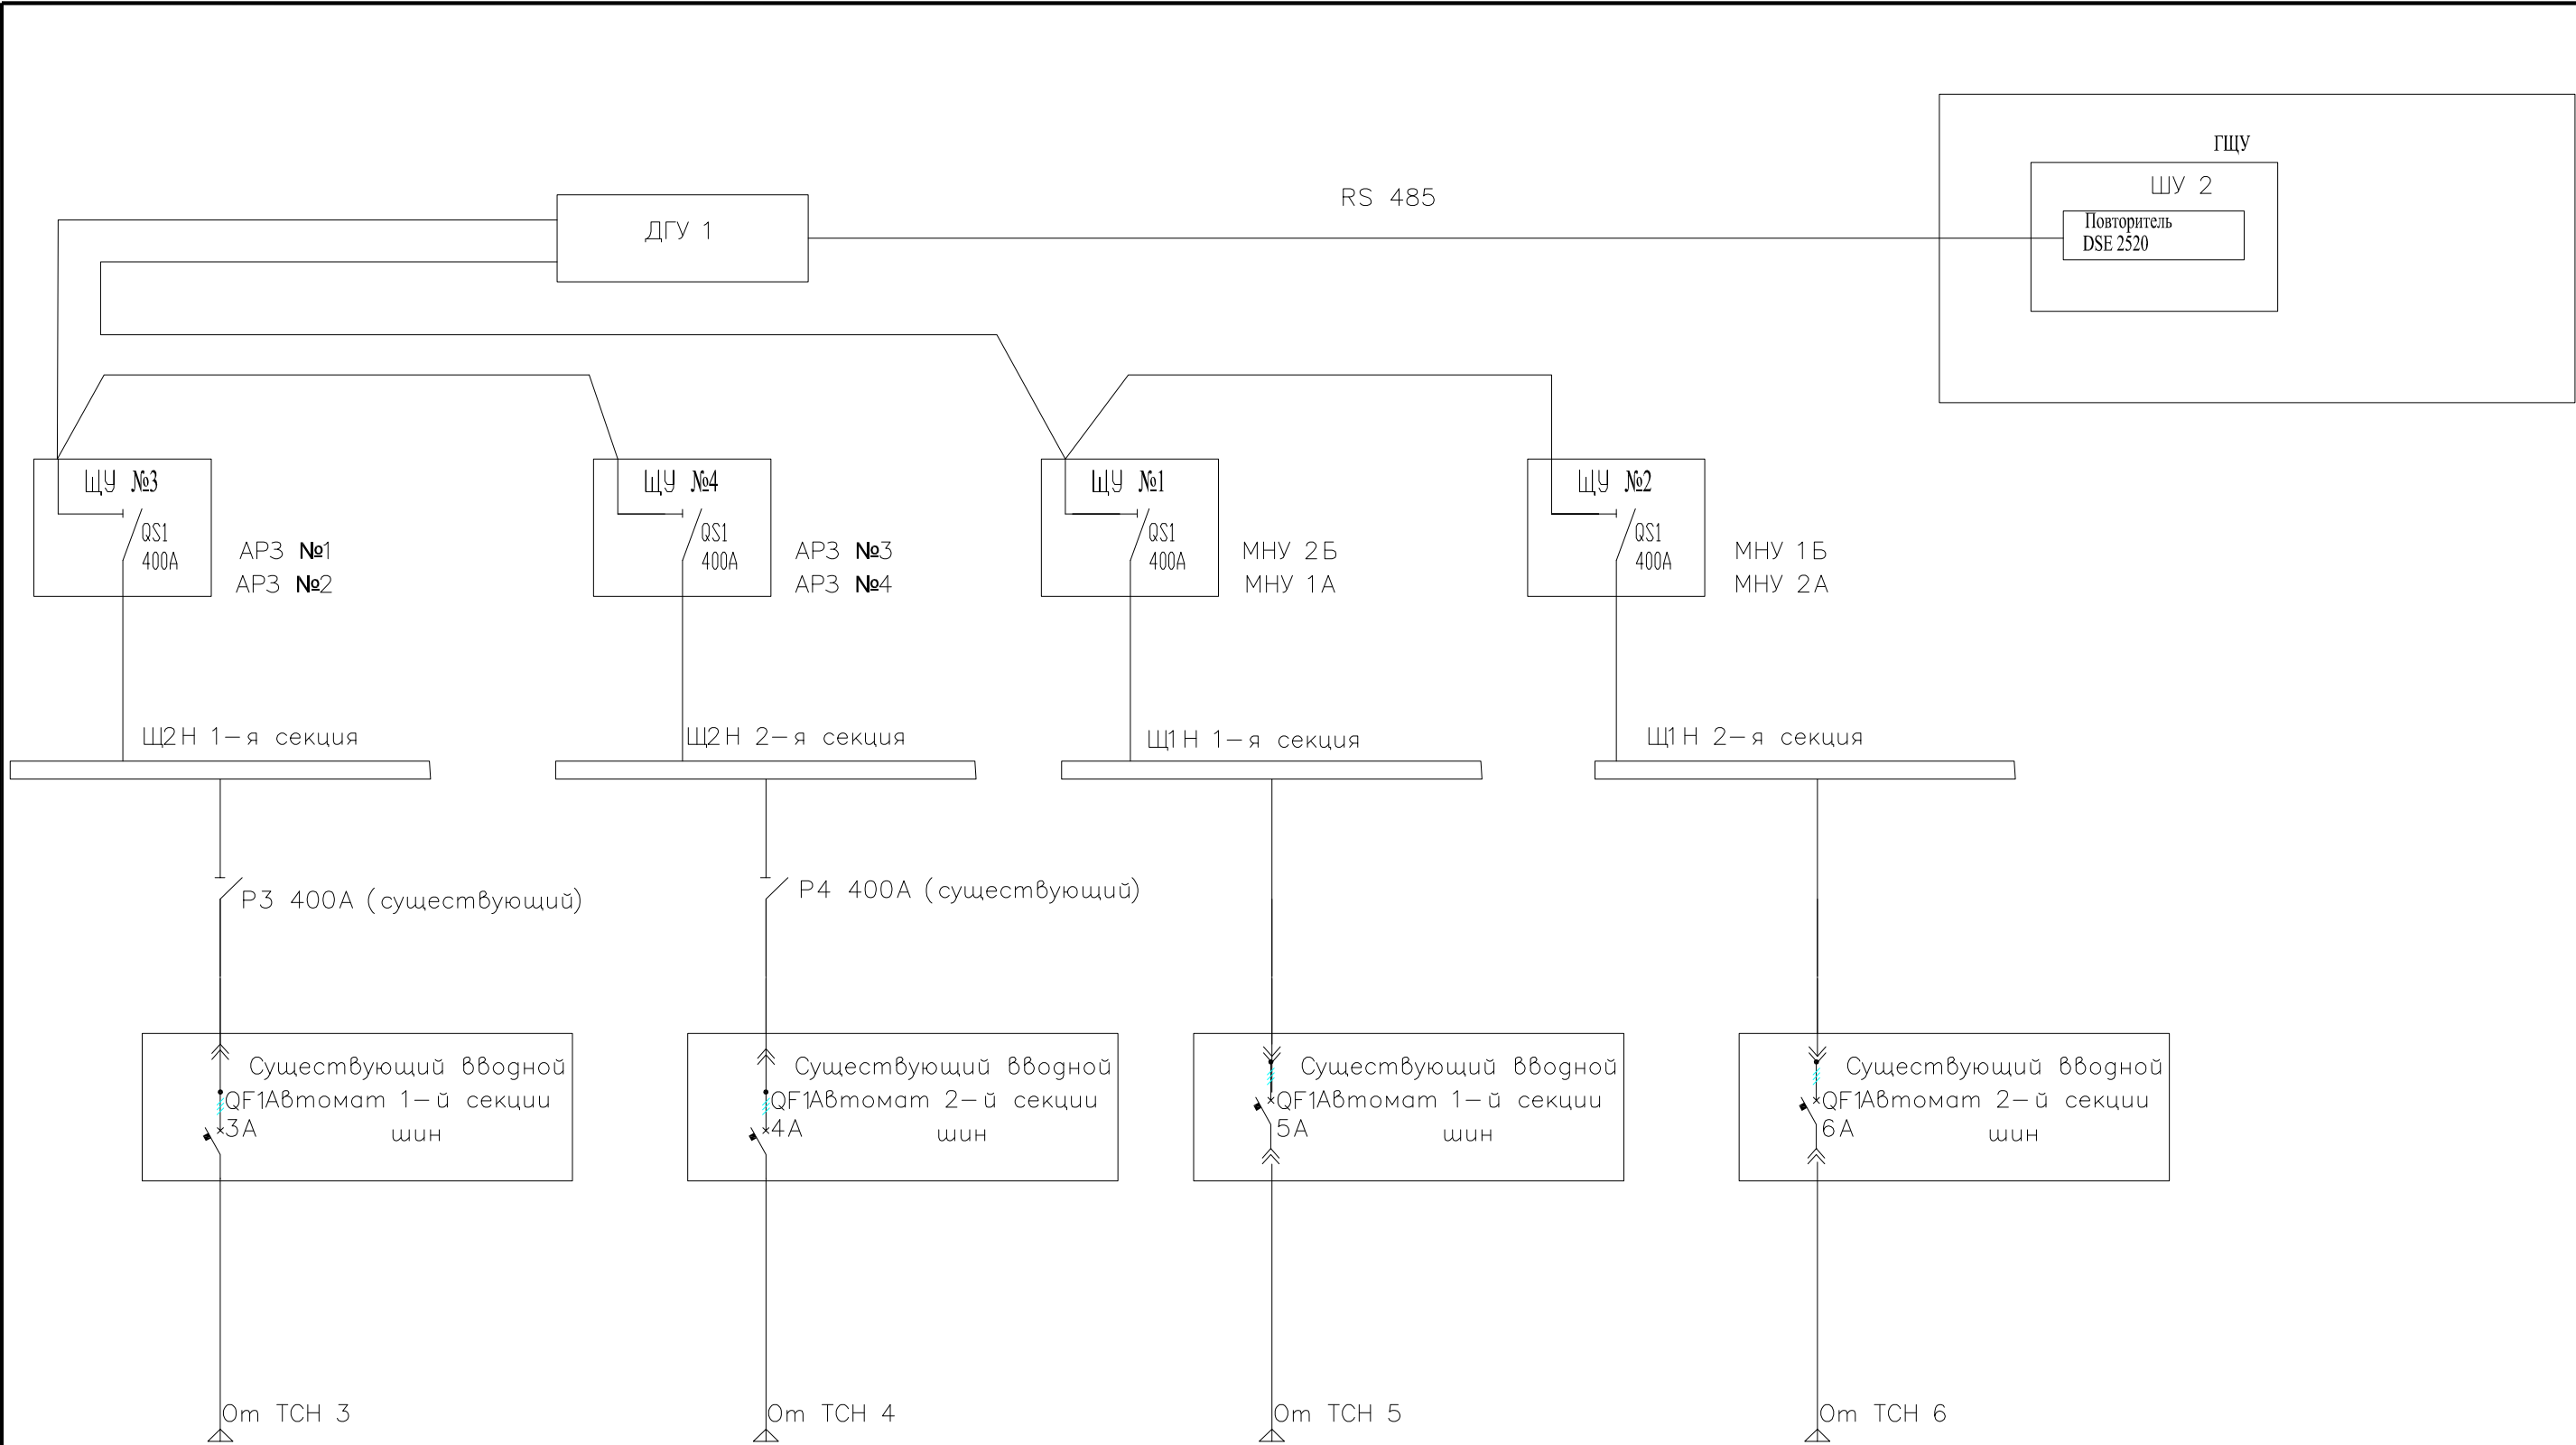 ГЩУ
ШУ 2
RS 485
Повторитель
DSE 2520
ДГУ 1
ЩУ №3
QS1
400А
АРЗ №1
АРЗ №2
ЩУ №4
QS1
400А
АРЗ №3
АРЗ №4
ЩУ №1
QS1
400А
МНУ 2Б
МНУ 1А
ЩУ №2
QS1
400А
МНУ 1Б
МНУ 2А
Щ2Н 1-я секция
Щ2Н 2-я секция
Щ1Н 1-я секция
Щ1Н 2-я секция
Р3 400А (существующий)
Р4 400А (существующий)
Существующий вводной
QF1Автомат 1-й секции
3А шин
Существующий вводной
QF1Автомат 2-й секции
4А шин
Существующий вводной
QF1Автомат 1-й секции
5А шин
Существующий вводной
QF1Автомат 2-й секции
6А шин
От ТСН 3
От ТСН 4
От ТСН 5
От ТСН 6